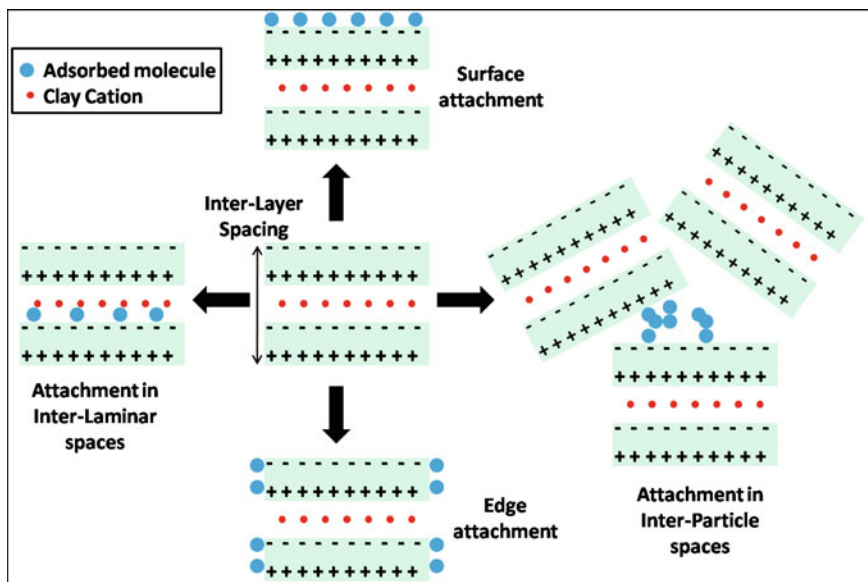 Adsorbed molecule
Clay Cation
Surface
attachment
Inter-Layer
Spacing
Attachment in
Inter-Laminar
spaces
Edge
attachment
Attachment in
Inter-Particle
spaces